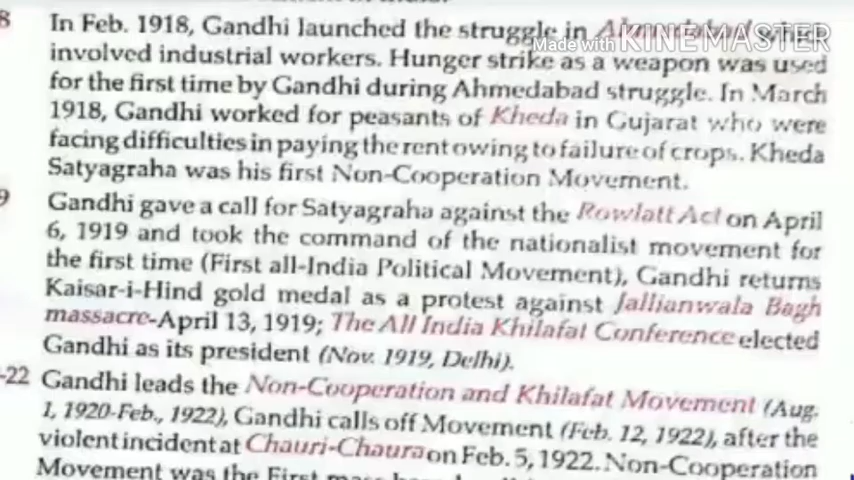 8 In Feb. 1918, Gandhi launched the struggle in Ahmedabad which
Made with KINEMASTER
involved industrial workers. Hunger strike as a weapon was used
for the first time by Gandhi during Ahmedabad struggle. In March
1918, Gandhi worked for peasants of Kheda in Gujarat who were
facing difficulties in paying the rent owing to failure of crops. Kheda
Satyagraha was his first Non-Cooperation Movement.
9 Gandhi gave a call for Satyagraha against the Rowlatt Act on April
6, 1919 and took the command of the nationalist movement for
the first time (First all-India Political Movement), Gandhi returns
Kaisar-i-Hind gold medal as a protest against Jallianwala Bagh
massacre-April 13, 1919; The All India Khilafat Conference elected
Gandhi as its president (Nov. 1919, Delhi).
-22 Gandhi leads the Non-Cooperation and Khilafat Movement (Aug.
1, 1920-Feb., 1922), Gandhi calls off Movement (Feb. 12, 1922), after the
violent incident at Chauri-Chaura on Feb. 5, 1922. Non-Cooperation
Movement was the First mass